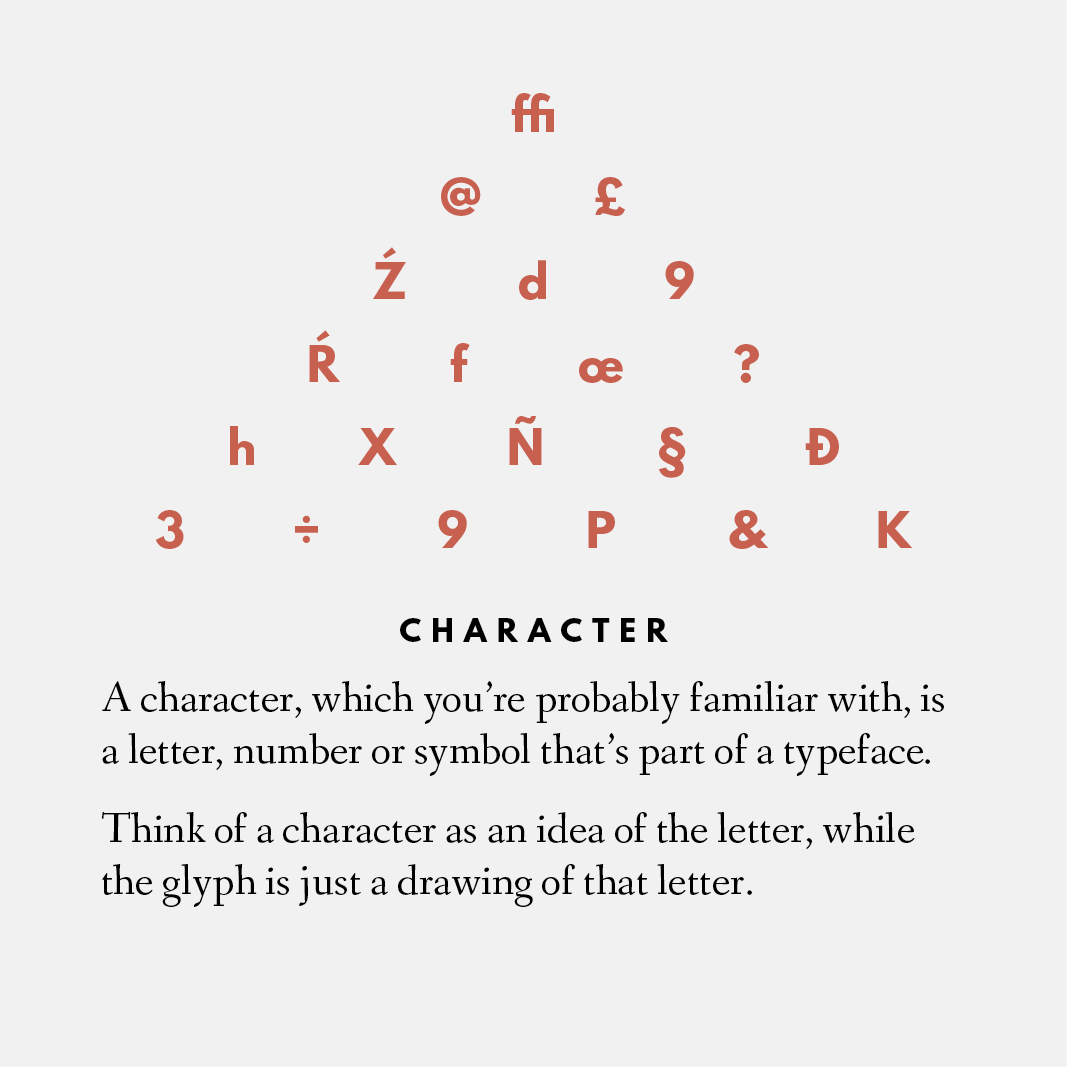 ffi
@ £
Ź d 9
Ŕ f œ ?
h X Ñ § Đ
3 ÷ 9 P & K
CHARACTER
A character, which you’re probably familiar with, is
a letter, number or symbol that’s part of a typeface.
Think of a character as an idea of the letter, while
the glyph is just a drawing of that letter.